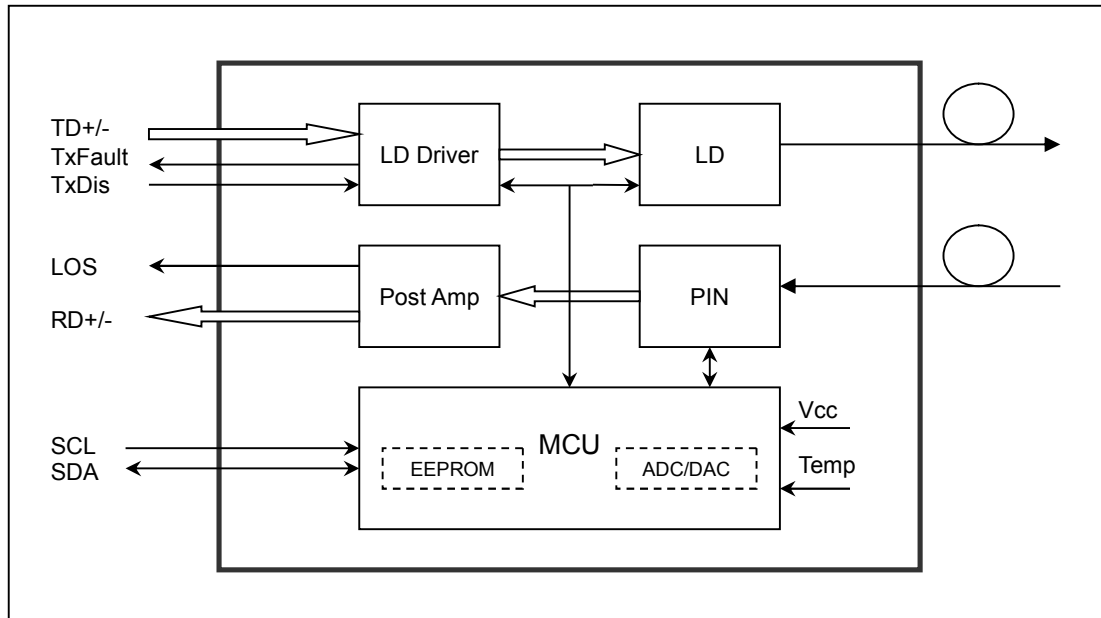 TD+/-
TxFault
TxDis
LD Driver
LD
LOS
RD+/-
Post Amp
PIN
SCL
SDA
MCU
EEPROM
ADC/DAC
Vcc
Temp